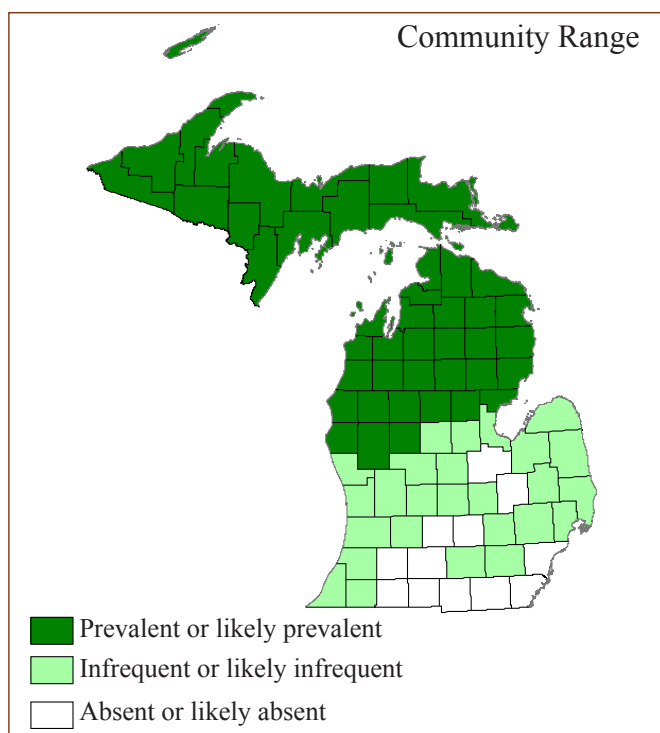 Community Range
Prevalent or likely prevalent
Infrequent or likely infrequent
Absent or likely absent